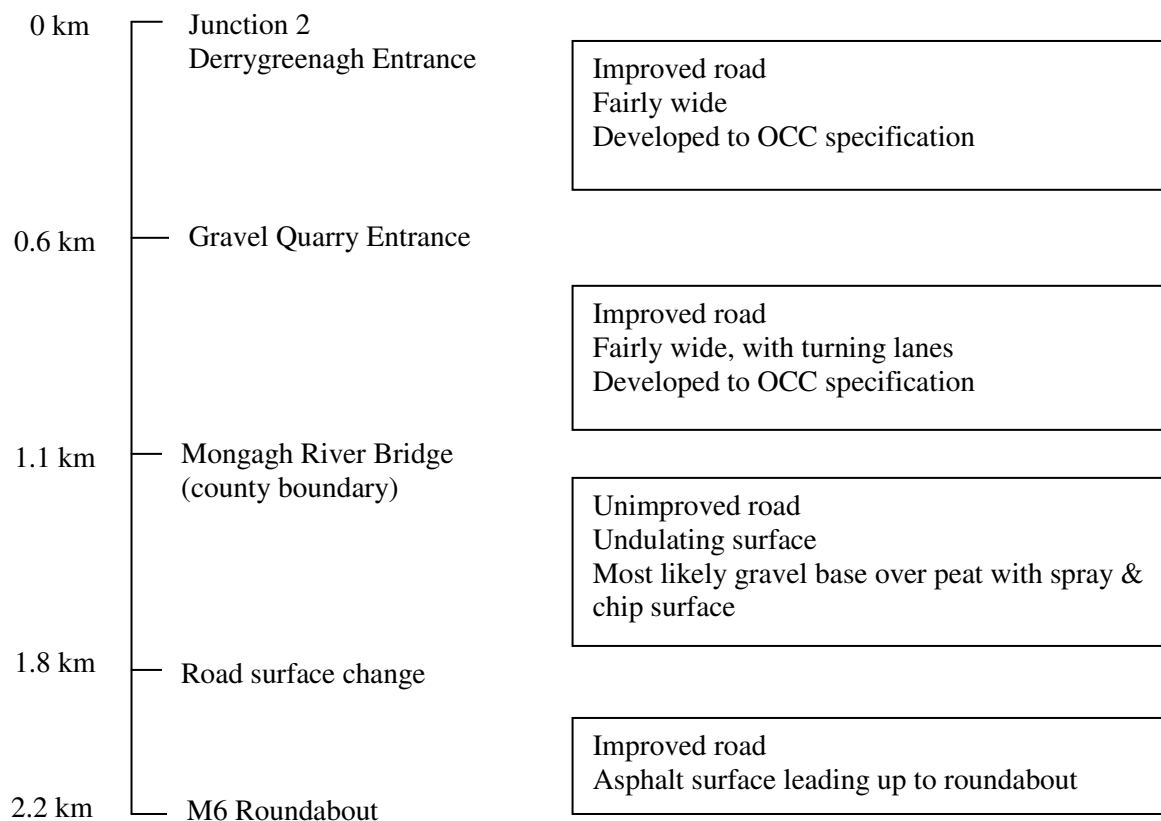 0 km
Junction 2
Derrygreenagh Entrance
Improved road
Fairly wide
Developed to OCC specification
0.6 km
Gravel Quarry Entrance
Improved road
Fairly wide, with turning lanes
Developed to OCC specification
1.1 km
Mongagh River Bridge
(county boundary)
Unimproved road
Undulating surface
Most likely gravel base over peat with spray &
chip surface
1.8 km
Road surface change
Improved road
Asphalt surface leading up to roundabout
2.2 km
M6 Roundabout